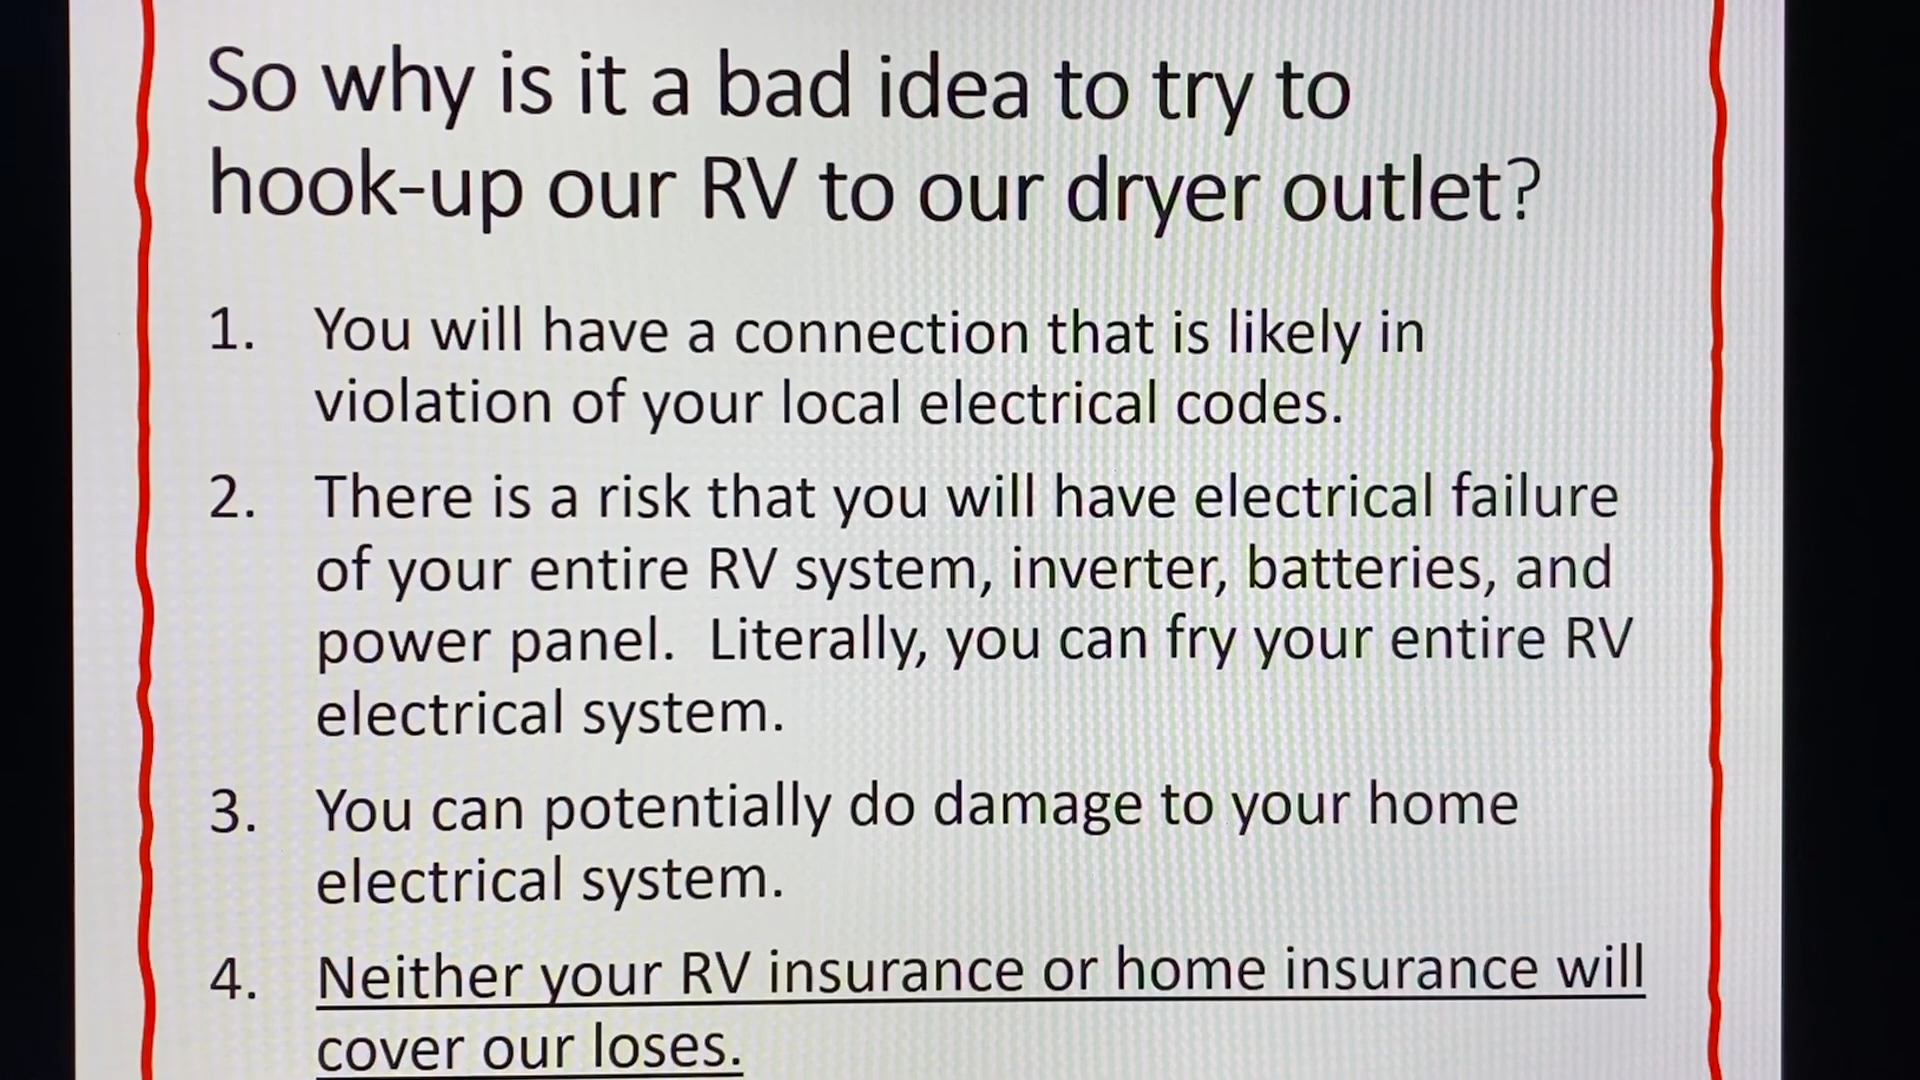 So why is it a bad idea to try to
hook-up our RV to our dryer outlet?
1. You will have a connection that is likely in
violation of your local electrical codes.
2. There is a risk that you will have electrical failure
of your entire RV system, inverter, batteries, and
power panel.  Literally, you can fry your entire RV
electrical system.
3. You can potentially do damage to your home
electrical system.
4. Neither your RV insurance or home insurance will
cover our loses.